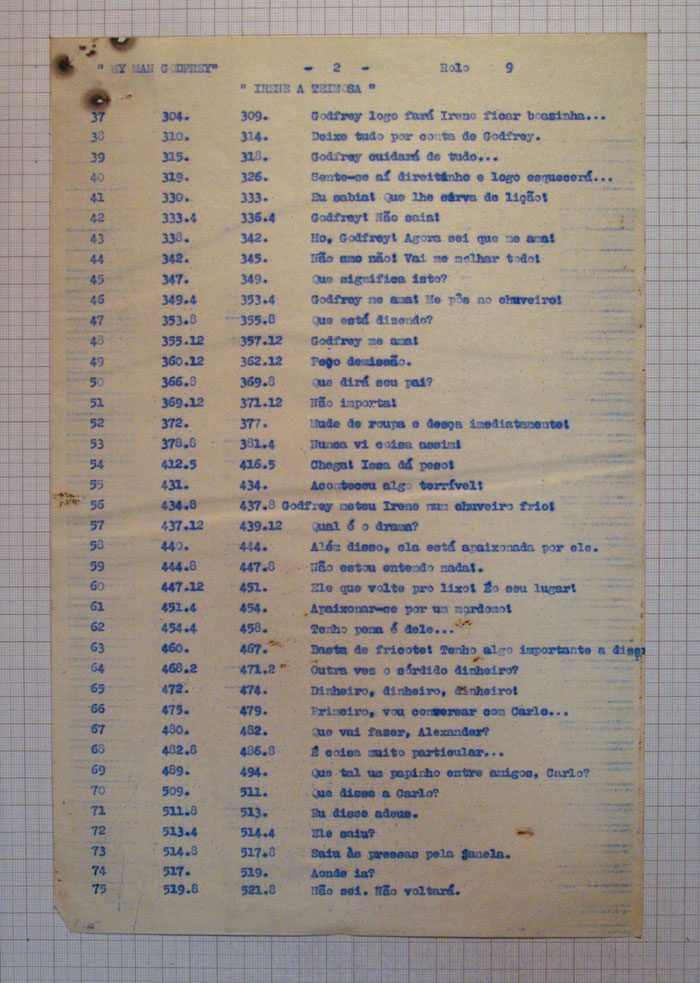 " MY MAN GODFREY" - 2 - Rolo 9
" IRENE A TEIMOSA "
37 304. 309. Godfrey logo fará Irene ficar boazinha...
38 310. 314. Deixe tudo por conta de Godfrey.
39 315. 318. Godfrey cuidará de tudo...
40 319. 326. Sente-se aí direitinho e logo esquecerá...
41 330. 333. Eu sabia! Que lhe sirva de lição!
42 333.4 336.4 Godfrey! Não saia!
43 338. 342. Ho, Godfrey! Agora sei que me ama!
44 342. 345. Não amo não! Vai me molhar todo!
45 347. 349. Que significa isto?
46 349.4 353.4 Godfrey me ama! Me pôs no chuveiro!
47 353.8 355.8 Que está dizendo?
48 355.12 357.12 Godfrey me ama!
49 360.12 362.12 Peço demissão.
50 366.8 369.8 Que dirá seu pai?
51 369.12 371.12 Não importa!
52 372. 377. Mude de roupa e desça imediatamente!
53 378.8 381.4 Nunca vi coisa assim!
54 412.5 416.5 Chega! Issa dá peso!
55 431. 434. Aconteceu algo terrível!
56 434.8 437.8 Godfrey meteu Irene num chuveiro frio!
57 437.12 439.12 Qual é o drama?
58 440. 444. Além disso, ela está apaixonada por ele.
59 444.8 447.8 Não estou entendo nada!.
60 447.12 451. Ele que volte pro lixo! Éo seu lugar!
61 451.4 454. Apaixonar-se por um mordomo!
62 454.4 458. Tenho pena é dele...
63 460. 467. Basta de fricote! Tenho algo importante a
64 468.2 471.2 Outra ves o sórdido dinheiro?
65 472. 474. Dinheiro, dinheiro, dinheiro!
66 475. 479. Primeiro, vou conversar com Carlo...
67 480. 482. Que vai fazer, Alexander?
68 482.8 486.8 É coisa muito particular...
69 489. 494. Que tal um papinho entre amigos, Carlo?
70 509. 511. Que disse a Carlo?
71 511.8 513. Eu disse adeus.
72 513.4 514.4 Ele saiu?
73 514.8 517.8 Saiu às pressas pela janela.
74 517. 519. Aonde ia?
75 519.8 521.8 Não sei. Não voltará.